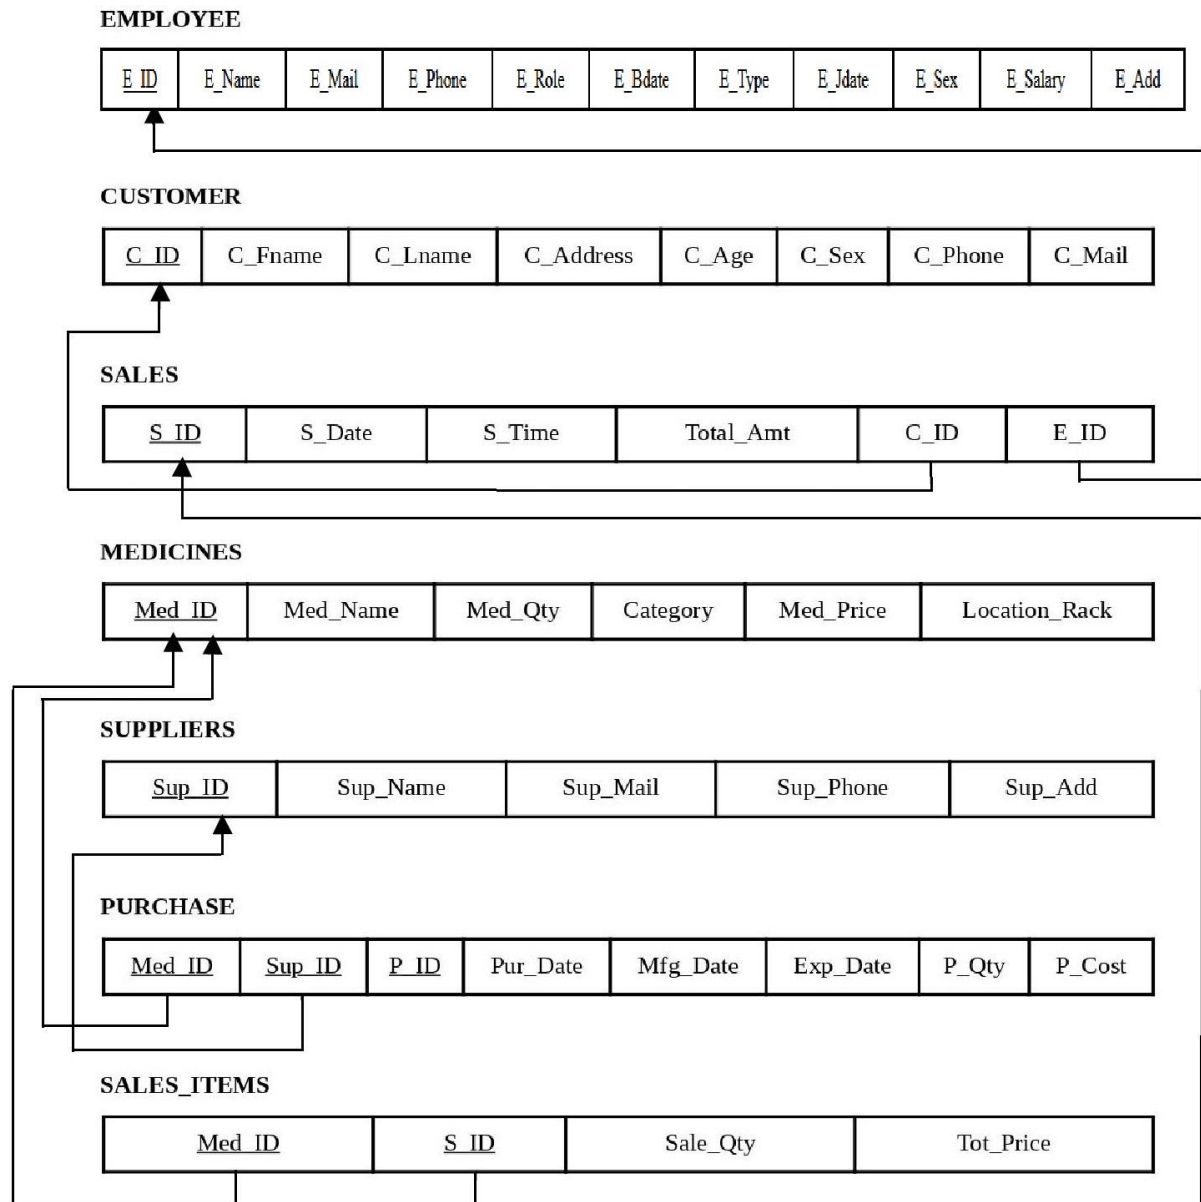 EMPLOYEE
E_ID E_Name E_Mail E_Phone E_Role E_Bdate E_Type E_Jdate E_Sex E_Salary E_Add
CUSTOMER
C_ID C_Fname C_Lname C_Address C_Age C_Sex C_Phone C_Mail
SALES
S_ID S_Date S_Time Total_Amt C_ID E_ID
MEDICINES
Med_ID Med_Name Med_Qty Category Med_Price Location_Rack
SUPPLIERS
Sup_ID Sup_Name Sup_Mail Sup_Phone Sup_Add
PURCHASE
Med_ID Sup_ID P_ID Pur_Date Mfg_Date Exp_Date P_Qty P_Cost
SALES_ITEMS
Med_ID S_ID Sale_Qty Tot_Price